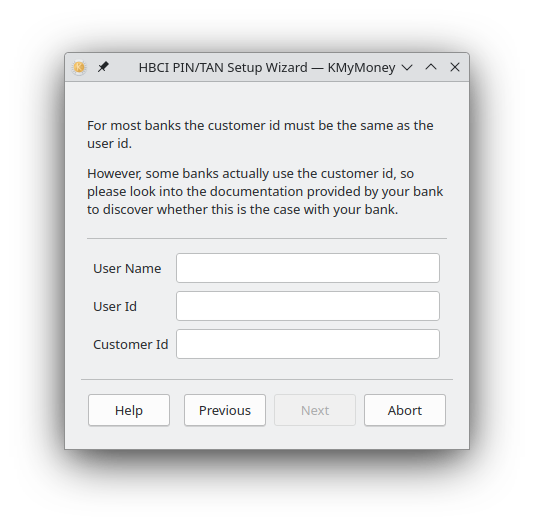 HBCI PIN/TAN Setup Wizard — KMyMoney
For most banks the customer id must be the same as the
user id.
However, some banks actually use the customer id, so
please look into the documentation provided by your bank
to discover whether this is the case with your bank.
User Name
User Id
Customer Id
Help Previous Next Abort